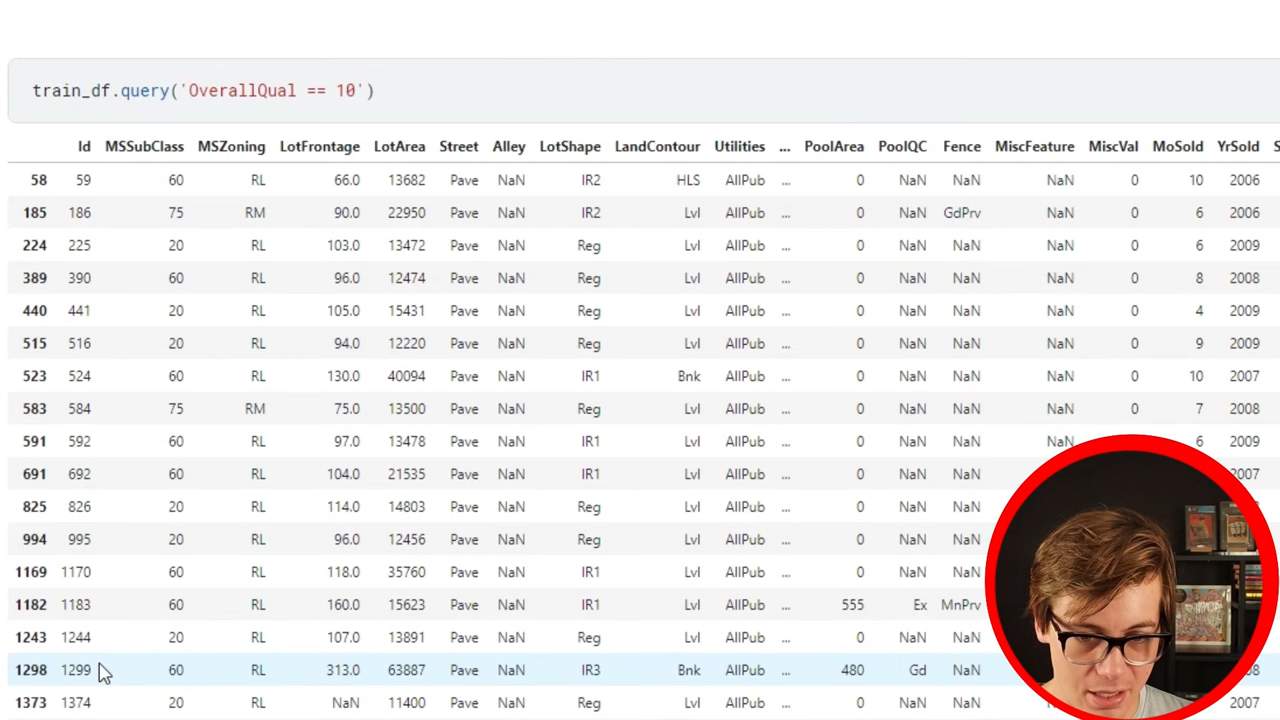 train_df.query('OverallQual == 10')
Id MSSubClass MSZoning LotFrontage LotArea Street Alley LotShape LandContour Utilities ... PoolArea PoolQC Fence MiscFeature MiscVal MoSold YrSold S
58 59 60 RL 66.0 13682 Pave NaN IR2 HLS AllPub ... 0 NaN NaN NaN 0 10 2006
185 186 75 RM 90.0 22950 Pave NaN IR2 Lvl AllPub ... 0 NaN GdPrv NaN 0 6 2006
224 225 20 RL 103.0 13472 Pave NaN Reg Lvl AllPub ... 0 NaN NaN NaN 0 6 2009
389 390 60 RL 96.0 12474 Pave NaN Reg Lvl AllPub ... 0 NaN NaN NaN 0 8 2008
440 441 20 RL 105.0 15431 Pave NaN Reg Lvl AllPub ... 0 NaN NaN NaN 0 4 2009
515 516 20 RL 94.0 12220 Pave NaN Reg Lvl AllPub ... 0 NaN NaN NaN 0 9 2009
523 524 60 RL 130.0 40094 Pave NaN IR1 Bnk AllPub ... 0 NaN NaN NaN 0 10 2007
583 584 75 RM 75.0 13500 Pave NaN Reg Lvl AllPub ... 0 NaN NaN NaN 0 7 2008
591 592 60 RL 97.0 13478 Pave NaN IR1 Lvl AllPub ... 0 NaN NaN NaN 6 2009
691 692 60 RL 104.0 21535 Pave NaN IR1 Lvl AllPub ... 0 NaN NaN 2007
825 826 20 RL 114.0 14803 Pave NaN Reg Lvl AllPub ... 0 NaN NaN
994 995 20 RL 96.0 12456 Pave NaN Reg Lvl AllPub ... 0 NaN NaN
1169 1170 60 RL 118.0 35760 Pave NaN IR1 Lvl AllPub ... 0 NaN NaN
1182 1183 60 RL 160.0 15623 Pave NaN IR1 Lvl AllPub ... 555 Ex MnPrv
1243 1244 20 RL 107.0 13891 Pave NaN Reg Lvl AllPub ... 0 NaN NaN
1298 1299 60 RL 313.0 63887 Pave NaN IR3 Bnk AllPub ... 480 Gd NaN
1373 1374 20 RL NaN 11400 Pave NaN Reg Lvl AllPub ... 0 NaN NaN 2007